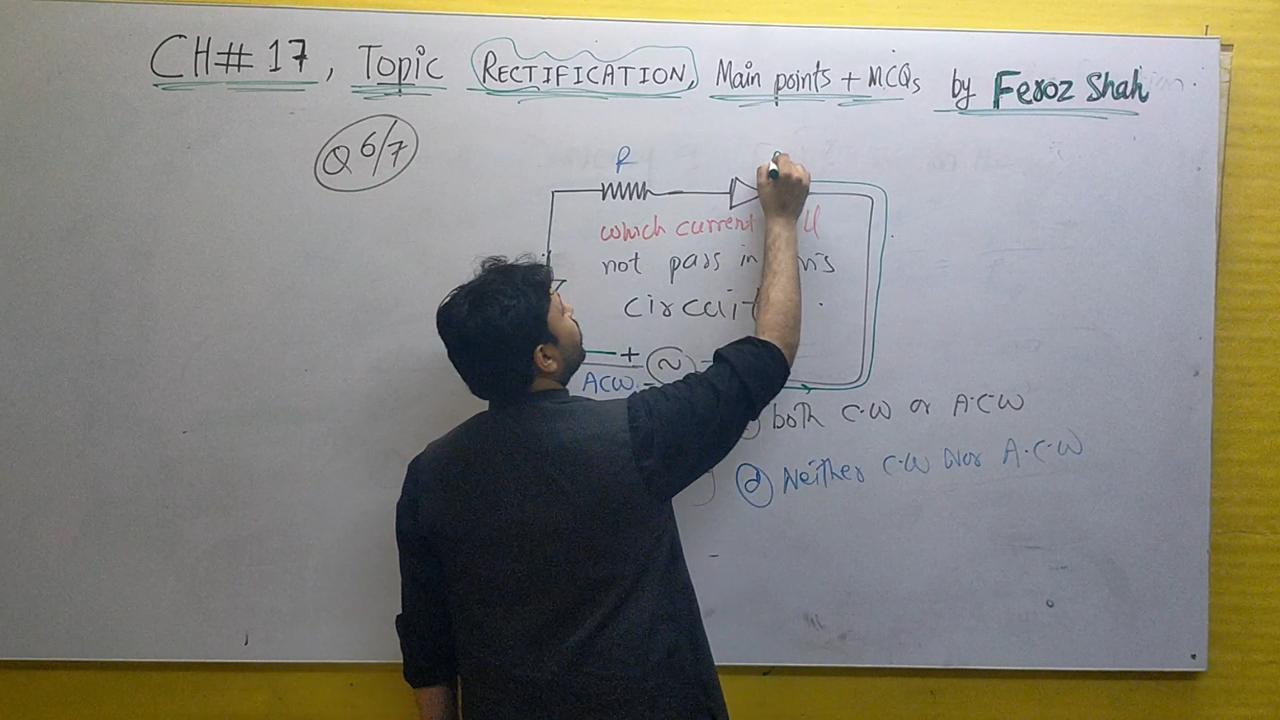 CH# 17, Topic RECTIFICATION, Main points + MCQs by Feroz Shah
Q 6/7
R
which current
not pass in
circuit
+ ~
ACW
both C.W or A.C.W
d Neither C.W Nor A.C.W